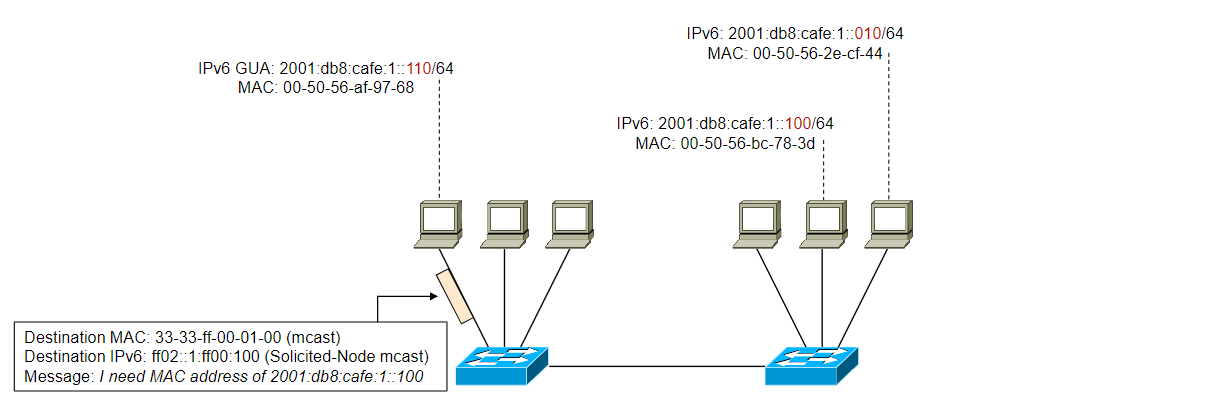 IPv6: 2001:db8:cafe:1::010/64
MAC: 00-50-56-2e-cf-44
IPv6 GUA: 2001:db8:cafe:1::110/64
MAC: 00-50-56-af-97-68
IPv6: 2001:db8:cafe:1::100/64
MAC: 00-50-56-bc-78-3d
Destination MAC: 33-33-ff-00-01-00 (mcast)
Destination IPv6: ff02::1:ff00:100 (Solicited-Node mcast)
Message: I need MAC address of 2001:db8:cafe:1::100